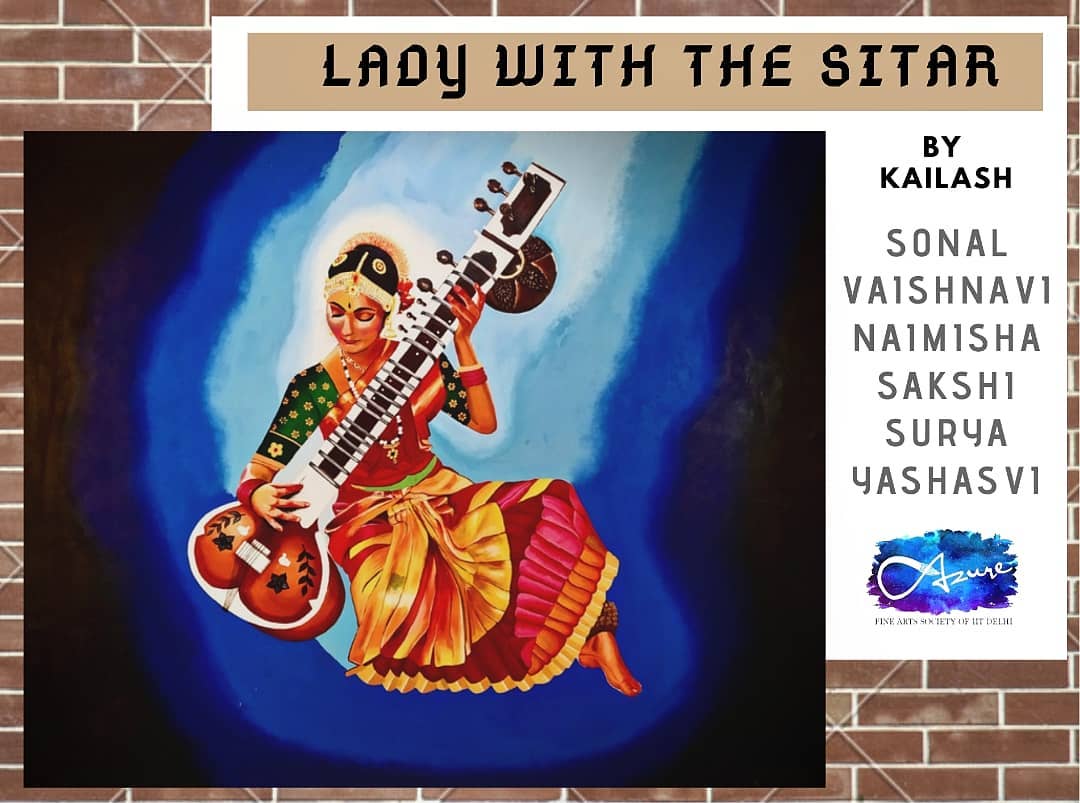 LADY WITH THE SITAR
BY
KAILASH
SONAL
VAISHNAVI
NAIMISHA
SAKSHI
SURYA
YASHASVI
Azure
FINE ARTS SOCIETY OF IIT DELHI